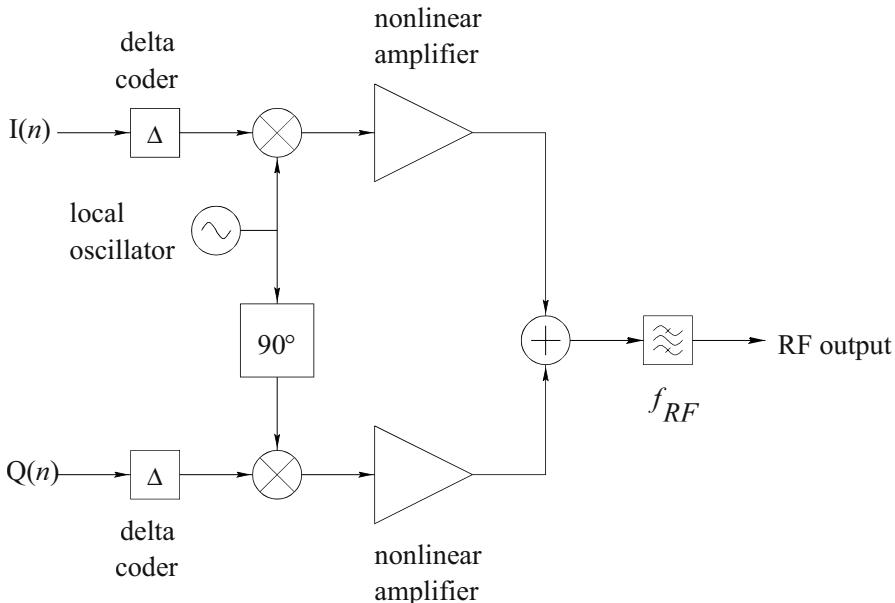 nonlinear
amplifier
delta
coder
I(n)
Δ
local
oscillator
90°
RF output
f_RF
Q(n)
Δ
delta
coder
nonlinear
amplifier